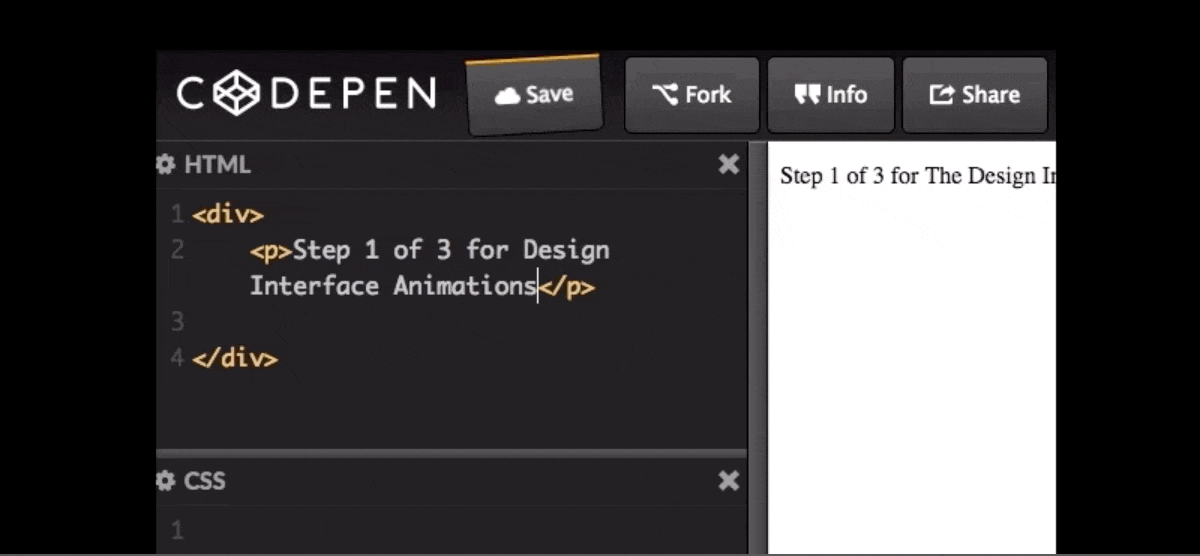 CODEPEN
Save
Fork
Info
Share
HTML
1 <div>
2 <p>Step 1 of 3 for Design
Interface Animations</p>
3
4 </div>
CSS
1
Step 1 of 3 for The Design